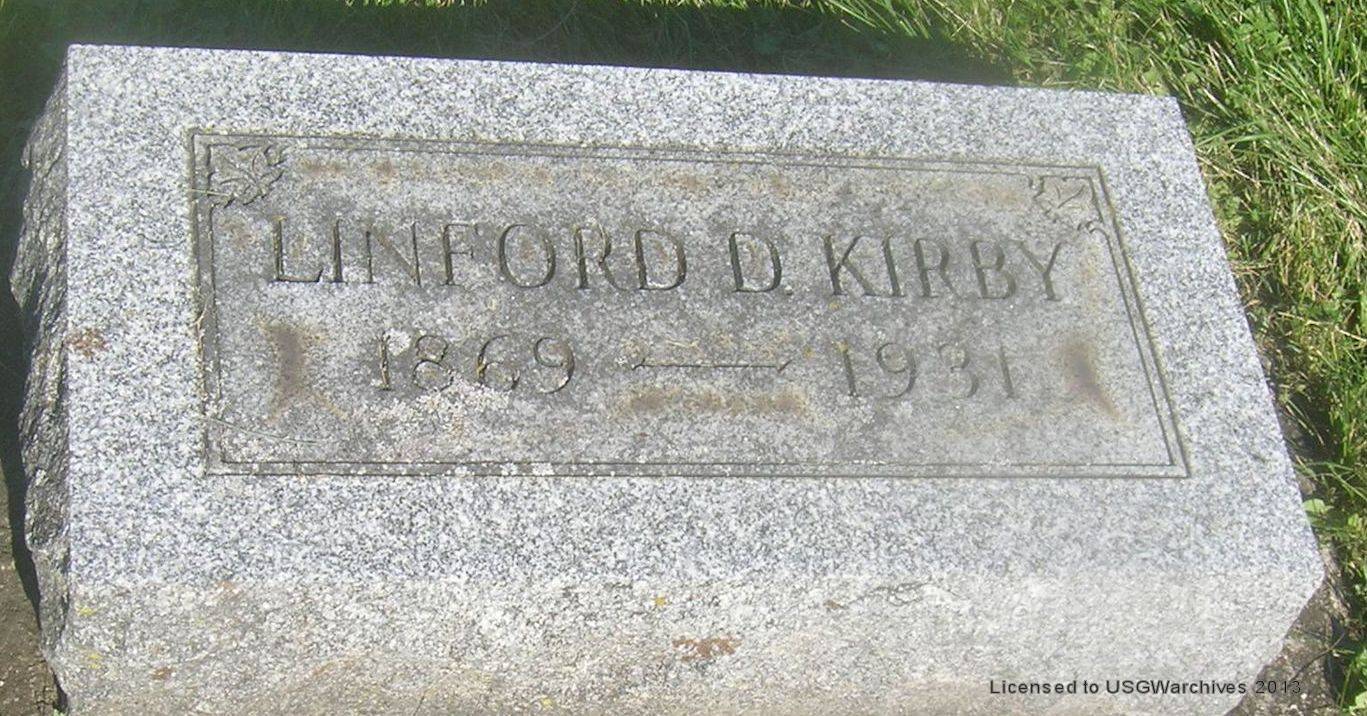 LINFORD D. KIRBY
1869 — 1931
Licensed to USGWarchives 2013